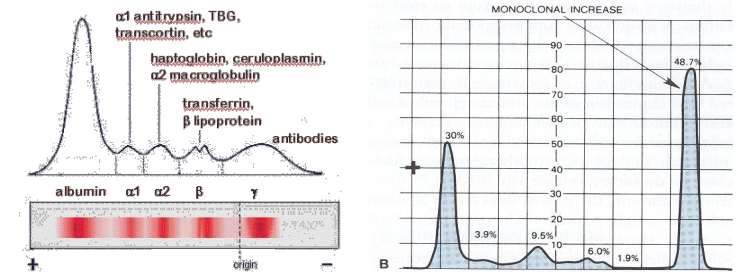 α1 antitrypsin, TBG,
transcortin, etc
haptoglobin, ceruloplasmin,
α2 macroglobulin
transferrin,
β lipoprotein
antibodies
albumin α1 α2 β γ
+ origin −
MONOCLONAL INCREASE
90
80
70
60
50
40
30
20
10
48.7%
30%
+
3.9%
9.5%
6.0%
1.9%
B